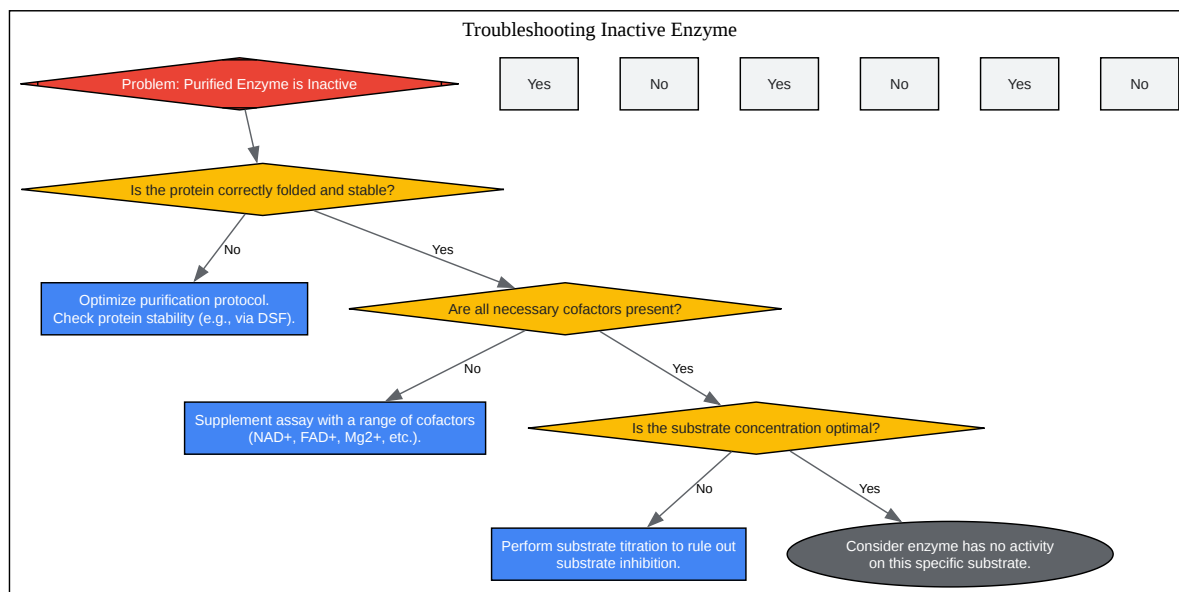 Troubleshooting Inactive Enzyme
Problem: Purified Enzyme is Inactive
Yes
No
Yes
No
Yes
No
Is the protein correctly folded and stable?
No
Yes
Optimize purification protocol.
Check protein stability (e.g., via DSF).
Are all necessary cofactors present?
No
Yes
Supplement assay with a range of cofactors
(NAD+, FAD+, Mg2+, etc.).
Is the substrate concentration optimal?
No
Yes
Perform substrate titration to rule out
substrate inhibition.
Consider enzyme has no activity
on this specific substrate.